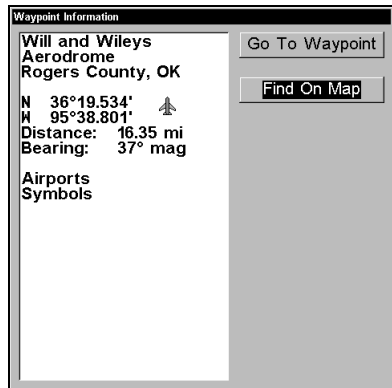 Waypoint Information
Will and Wileys
Aerodrome
Rogers County, OK
N 36°19.534'
W 95°38.801'
Distance: 16.35 mi
Bearing: 37° mag
Airports
Symbols
Go To Waypoint
Find On Map